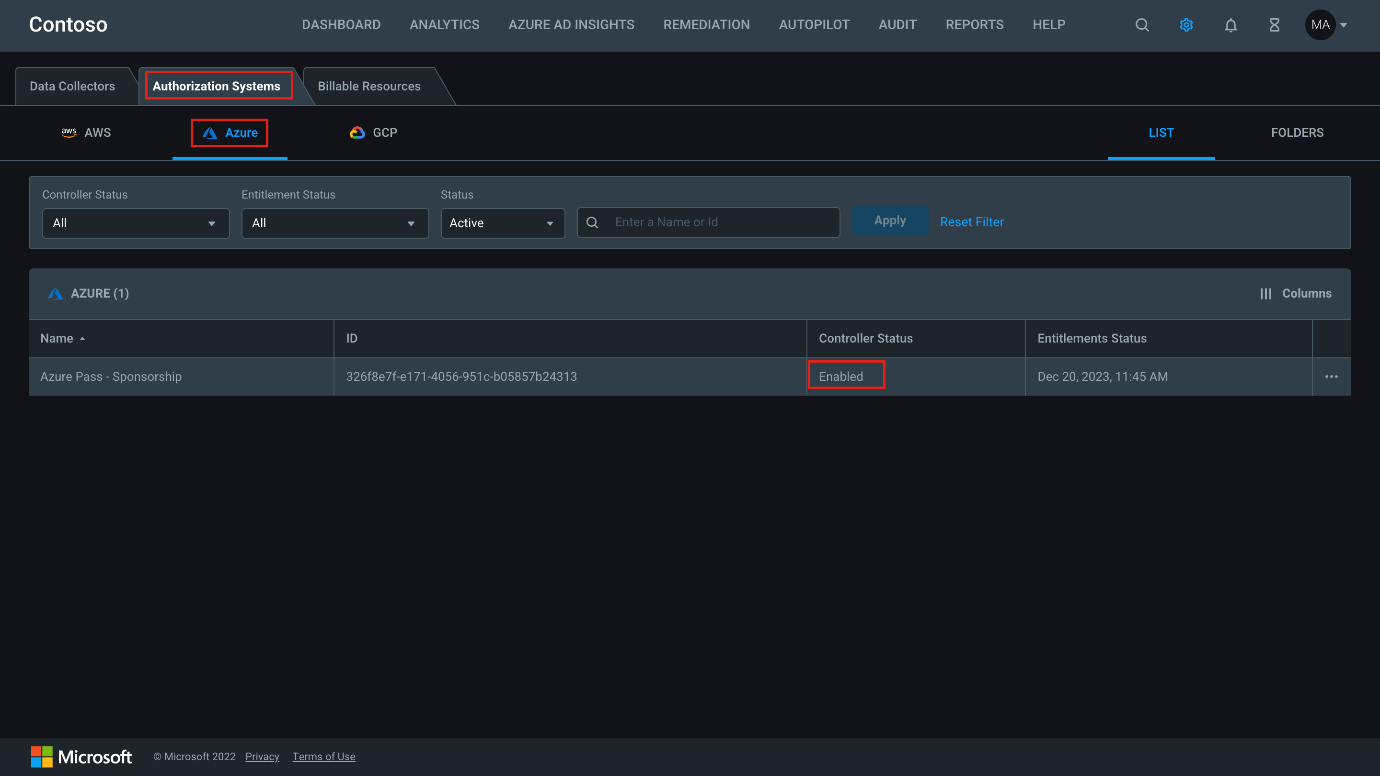 Contoso
DASHBOARD ANALYTICS AZURE AD INSIGHTS REMEDIATION AUTOPILOT AUDIT REPORTS HELP MA
Data Collectors Authorization Systems Billable Resources
aws AWS Azure GCP LIST FOLDERS
Controller Status Entitlement Status Status
All All Active Enter a Name or Id Apply Reset Filter
AZURE (1) Columns
Name ID Controller Status Entitlements Status
Azure Pass - Sponsorship 326f8e7f-e171-4056-951c-b05857b24313 Enabled Dec 20, 2023, 11:45 AM
Microsoft © Microsoft 2022 Privacy Terms of Use